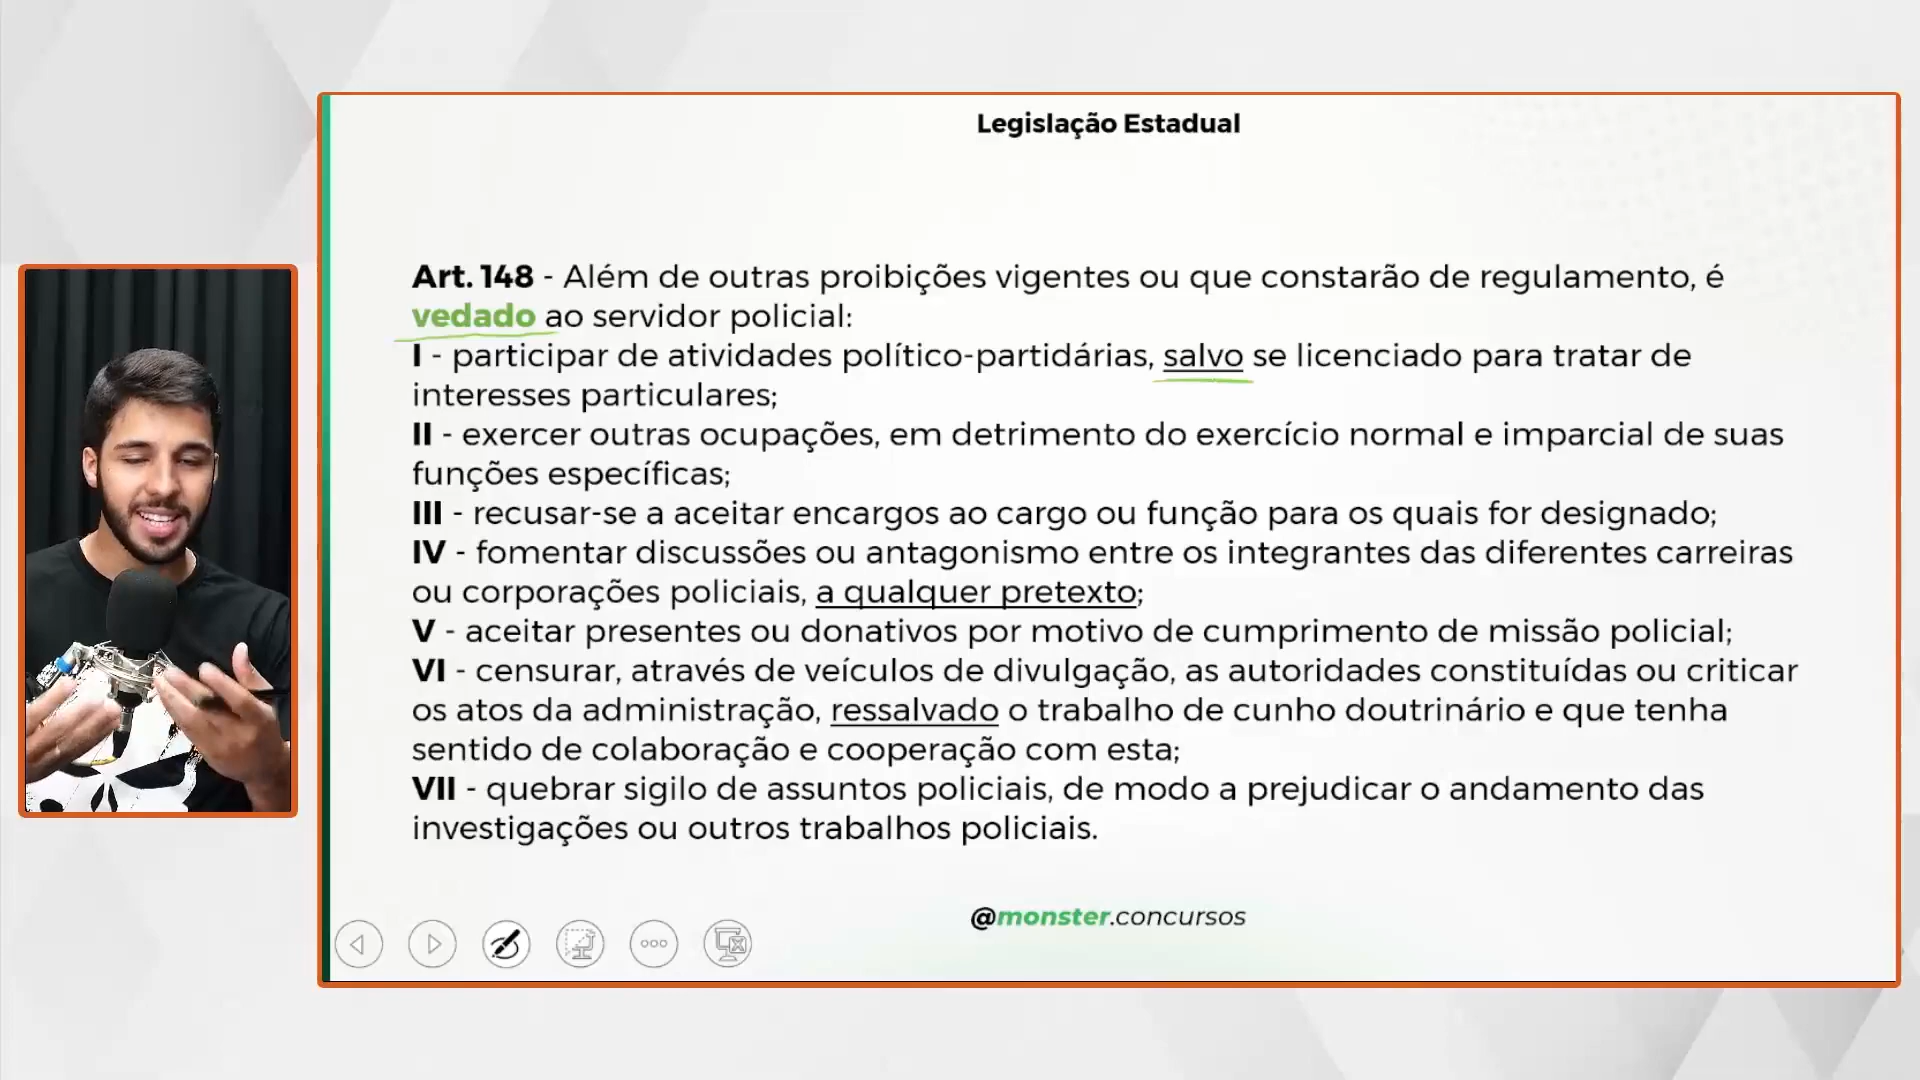 Legislação Estadual
Art. 148 - Além de outras proibições vigentes ou que constarão de regulamento, é
vedado ao servidor policial:
I - participar de atividades político-partidárias, salvo se licenciado para tratar de
interesses particulares;
II - exercer outras ocupações, em detrimento do exercício normal e imparcial de suas
funções específicas;
III - recusar-se a aceitar encargos ao cargo ou função para os quais for designado;
IV - fomentar discussões ou antagonismo entre os integrantes das diferentes carreiras
ou corporações policiais, a qualquer pretexto;
V - aceitar presentes ou donativos por motivo de cumprimento de missão policial;
VI - censurar, através de veículos de divulgação, as autoridades constituídas ou criticar
os atos da administração, ressalvado o trabalho de cunho doutrinário e que tenha
sentido de colaboração e cooperação com esta;
VII - quebrar sigilo de assuntos policiais, de modo a prejudicar o andamento das
investigações ou outros trabalhos policiais.
@monster.concursos